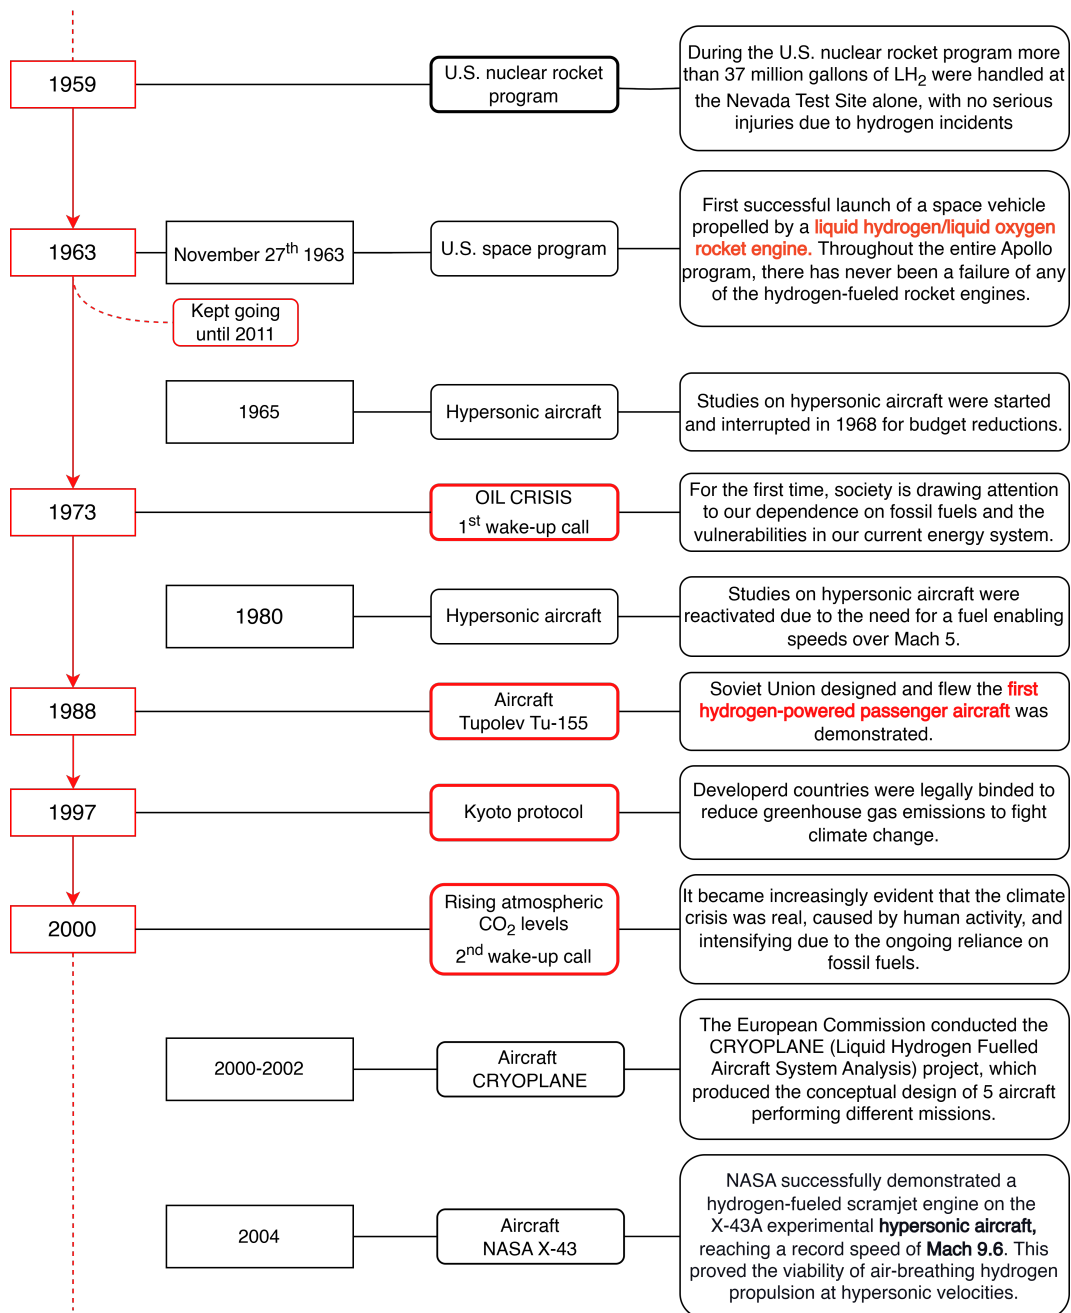 1959
U.S. nuclear rocket
program
During the U.S. nuclear rocket program more
than 37 million gallons of LH2 were handled at
the Nevada Test Site alone, with no serious
injuries due to hydrogen incidents
1963
November 27th 1963
U.S. space program
First successful launch of a space vehicle
propelled by a liquid hydrogen/liquid oxygen
rocket engine. Throughout the entire Apollo
program, there has never been a failure of any
of the hydrogen-fueled rocket engines.
Kept going
until 2011
1965
Hypersonic aircraft
Studies on hypersonic aircraft were started
and interrupted in 1968 for budget reductions.
1973
OIL CRISIS
1st wake-up call
For the first time, society is drawing attention
to our dependence on fossil fuels and the
vulnerabilities in our current energy system.
1980
Hypersonic aircraft
Studies on hypersonic aircraft were
reactivated due to the need for a fuel enabling
speeds over Mach 5.
1988
Aircraft
Tupolev Tu-155
Soviet Union designed and flew the first
hydrogen-powered passenger aircraft was
demonstrated.
1997
Kyoto protocol
Developerd countries were legally binded to
reduce greenhouse gas emissions to fight
climate change.
2000
Rising atmospheric
CO2 levels
2nd wake-up call
It became increasingly evident that the climate
crisis was real, caused by human activity, and
intensifying due to the ongoing reliance on
fossil fuels.
2000-2002
Aircraft
CRYOPLANE
The European Commission conducted the
CRYOPLANE (Liquid Hydrogen Fuelled
Aircraft System Analysis) project, which
produced the conceptual design of 5 aircraft
performing different missions.
2004
Aircraft
NASA X-43
NASA successfully demonstrated a
hydrogen-fueled scramjet engine on the
X-43A experimental hypersonic aircraft,
reaching a record speed of Mach 9.6. This
proved the viability of air-breathing hydrogen
propulsion at hypersonic velocities.